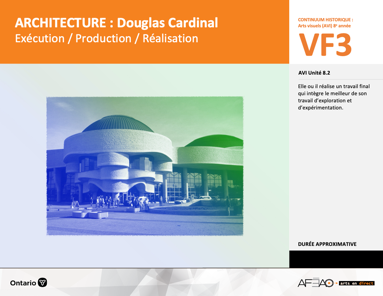 ARCHITECTURE : Douglas Cardinal
Exécution / Production / Réalisation
CONTINUUM HISTORIQUE :
Arts visuels (AVI) 8e année
VF3
AVI Unité 8.2
Elle ou il réalise un travail final
qui intègre le meilleur de son
travail d'exploration et
d'expérimentation.
DURÉE APPROXIMATIVE
Ontario
AFEAO - arts en direct